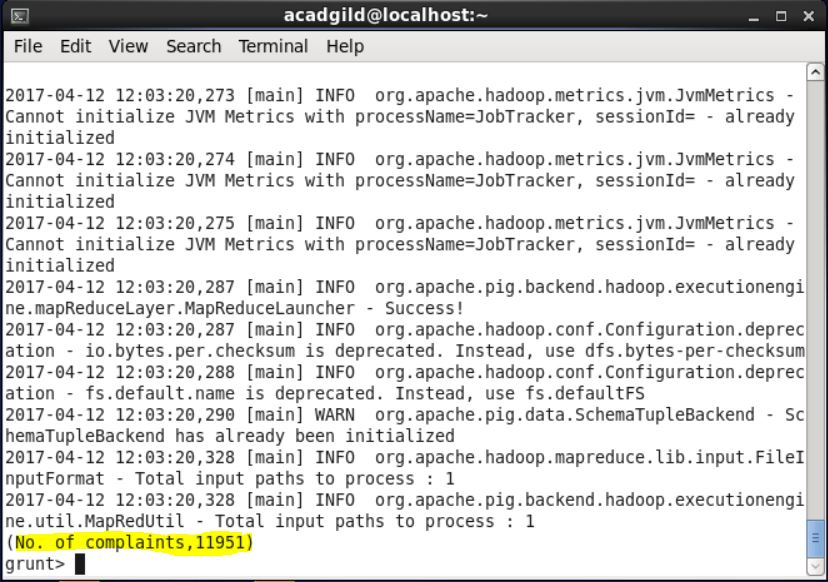 acadgild@localhost:~
File Edit View Search Terminal Help
2017-04-12 12:03:20,273 [main] INFO  org.apache.hadoop.metrics.jvm.JvmMetrics -
Cannot initialize JVM Metrics with processName=JobTracker, sessionId= - already
initialized
2017-04-12 12:03:20,274 [main] INFO  org.apache.hadoop.metrics.jvm.JvmMetrics -
Cannot initialize JVM Metrics with processName=JobTracker, sessionId= - already
initialized
2017-04-12 12:03:20,275 [main] INFO  org.apache.hadoop.metrics.jvm.JvmMetrics -
Cannot initialize JVM Metrics with processName=JobTracker, sessionId= - already
initialized
2017-04-12 12:03:20,287 [main] INFO  org.apache.pig.backend.hadoop.executionengi
ne.mapReduceLayer.MapReduceLauncher - Success!
2017-04-12 12:03:20,287 [main] INFO  org.apache.hadoop.conf.Configuration.deprec
ation - io.bytes.per.checksum is deprecated. Instead, use dfs.bytes-per-checksum
2017-04-12 12:03:20,288 [main] INFO  org.apache.hadoop.conf.Configuration.deprec
ation - fs.default.name is deprecated. Instead, use fs.defaultFS
2017-04-12 12:03:20,290 [main] WARN  org.apache.pig.data.SchemaTupleBackend - Sc
hemaTupleBackend has already been initialized
2017-04-12 12:03:20,328 [main] INFO  org.apache.hadoop.mapreduce.lib.input.FileI
nputFormat - Total input paths to process : 1
2017-04-12 12:03:20,328 [main] INFO  org.apache.pig.backend.hadoop.executionengi
ne.util.MapRedUtil - Total input paths to process : 1
(No. of complaints,11951)
grunt>